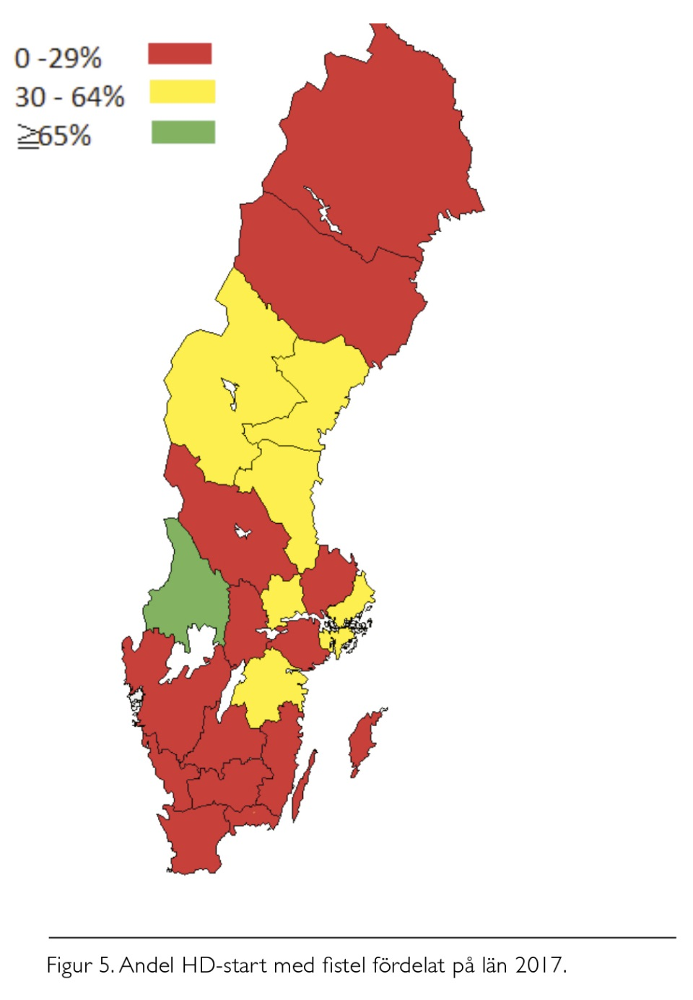 0 -29%
30 - 64%
≧65%
Figur 5. Andel HD-start med fistel fördelat på län 2017.